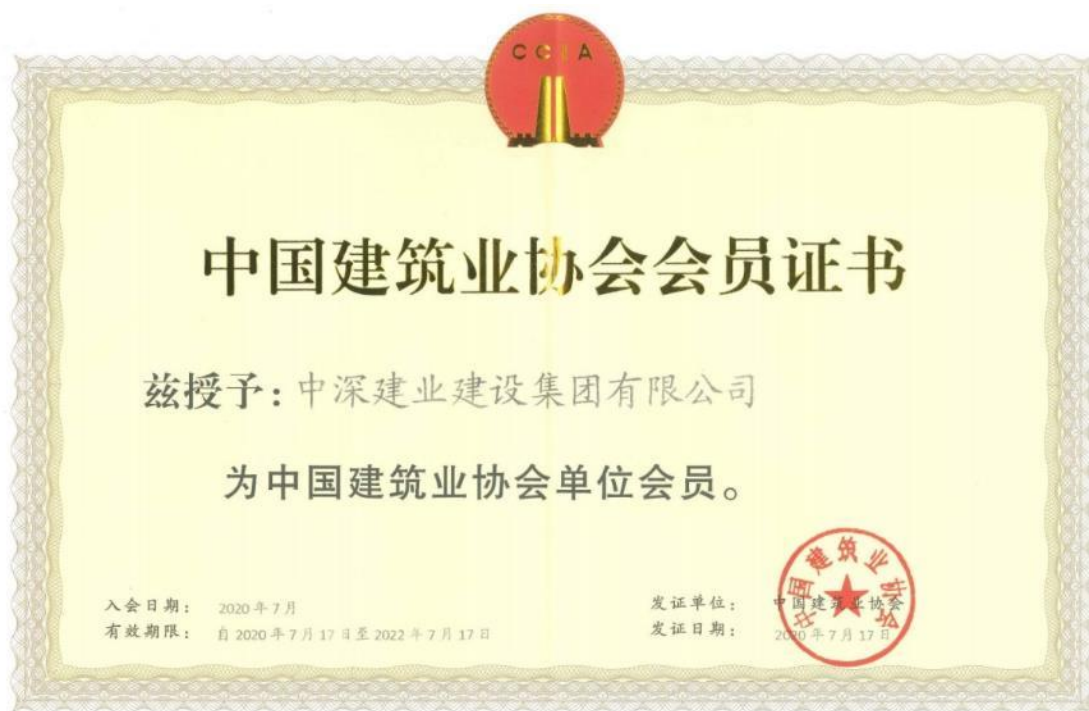 CCIA
中国建筑业协会会员证书
兹授予：中深建业建设集团有限公司
为中国建筑业协会单位会员。
入会日期： 2020年7月
有效期限： 自2020年7月17日至2022年7月17日
发证单位： 中国建筑业协会
发证日期： 2020年7月17日
中国建筑业协会